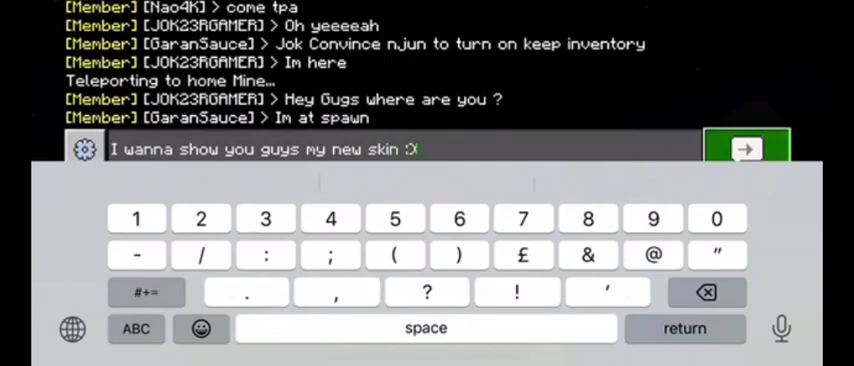 [Member] [Nao4K] > come tpa
[Member] [JOK23RGAMER] > Oh yeeeeah
[Member] [GaranSauce] > Jok Convince njun to turn on keep inventory
[Member] [JOK23RGAMER] > Im here
Teleporting to home Mine...
[Member] [JOK23RGAMER] > Hey Gugs where are you ?
[Member] [GaranSauce] > Im at spawn
I wanna show you guys my new skin :)
1 2 3 4 5 6 7 8 9 0
- / : ; ( ) £ & @ "
#+= . , ? ! '
ABC space return